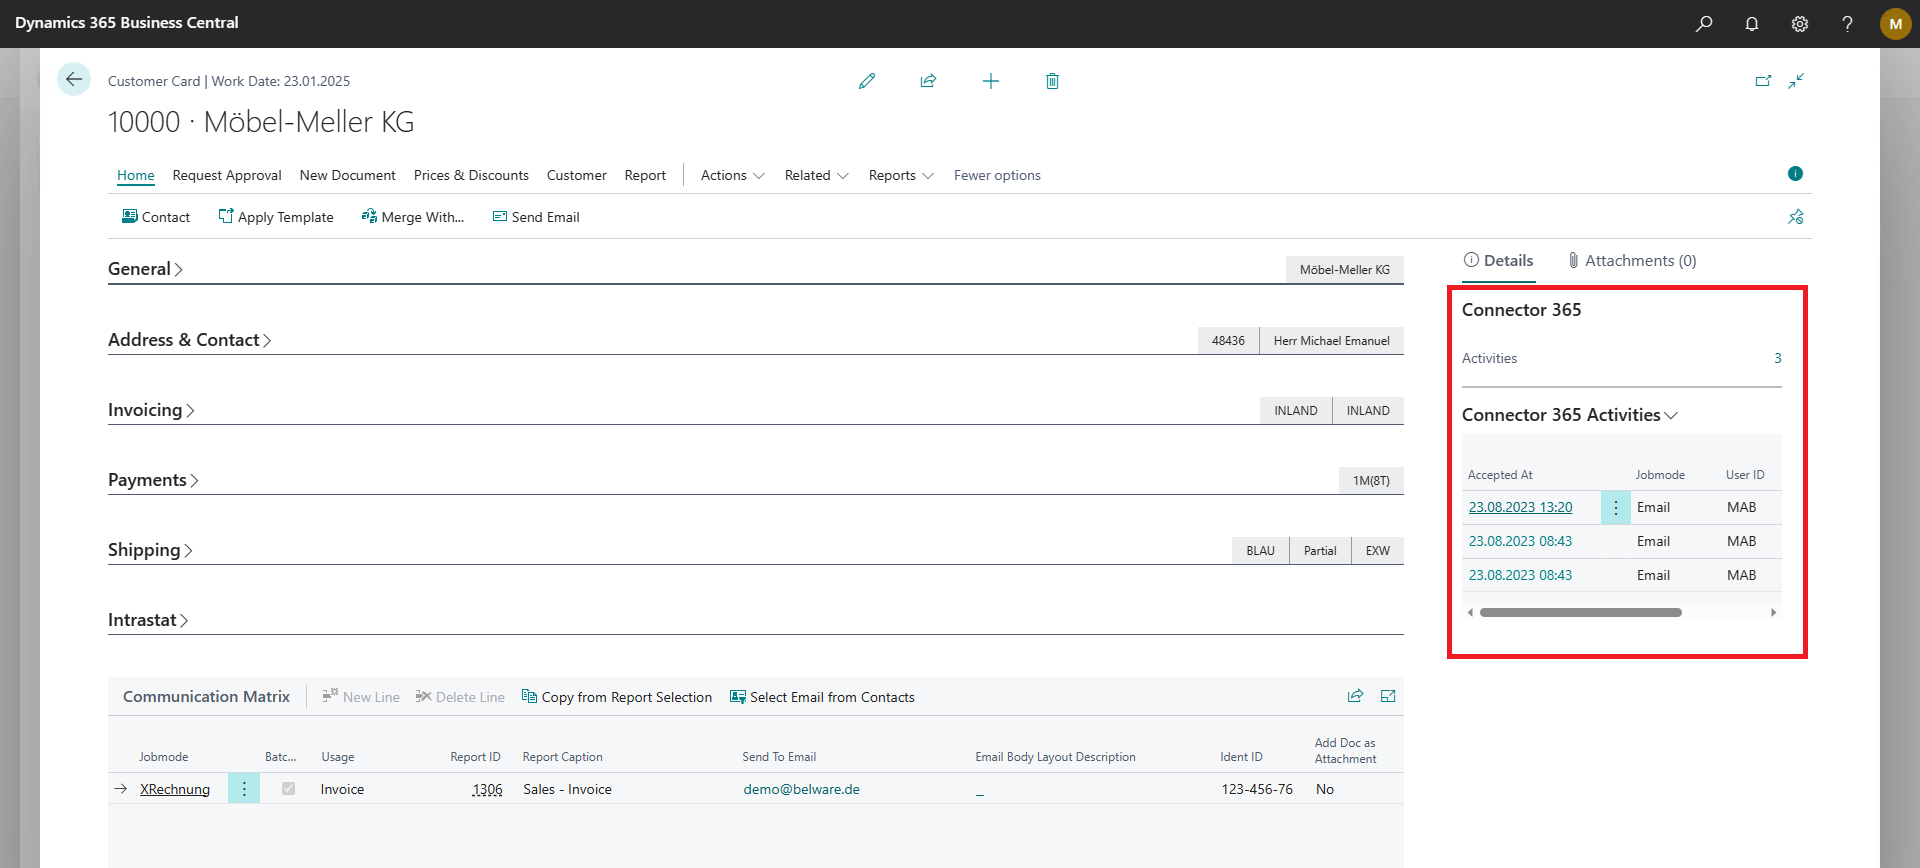 Dynamics 365 Business Central
M
Customer Card | Work Date: 23.01.2025
10000 · Möbel-Meller KG
Home Request Approval New Document Prices & Discounts Customer Report Actions Related Reports Fewer options
Contact Apply Template Merge With... Send Email
General Möbel-Meller KG
Address & Contact 48436 Herr Michael Emanuel
Invoicing INLAND INLAND
Payments 1M(8T)
Shipping BLAU Partial EXW
Intrastat
Details Attachments (0)
Connector 365
Activities 3
Connector 365 Activities
Accepted At Jobmode User ID
23.08.2023 13:20 Email MAB
23.08.2023 08:43 Email MAB
23.08.2023 08:43 Email MAB
Communication Matrix New Line Delete Line Copy from Report Selection Select Email from Contacts
Jobmode Batc... Usage Report ID Report Caption Send To Email Email Body Layout Description Ident ID Add Doc as Attachment
XRechnung Invoice 1306 Sales - Invoice demo@belware.de _ 123-456-76 No